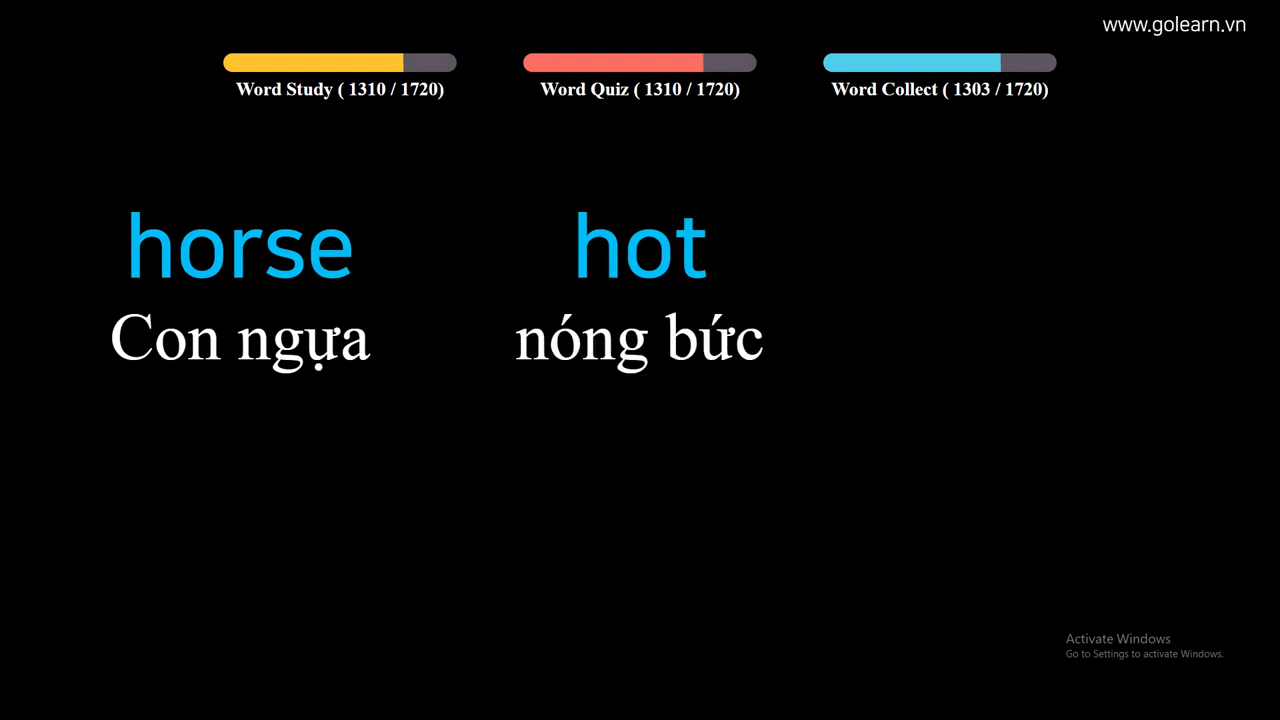 www.golearn.vn
Word Study ( 1310 / 1720)
Word Quiz ( 1310 / 1720)
Word Collect ( 1303 / 1720)
horse
hot
Con ngựa
nóng bức
Activate Windows
Go to Settings to activate Windows.